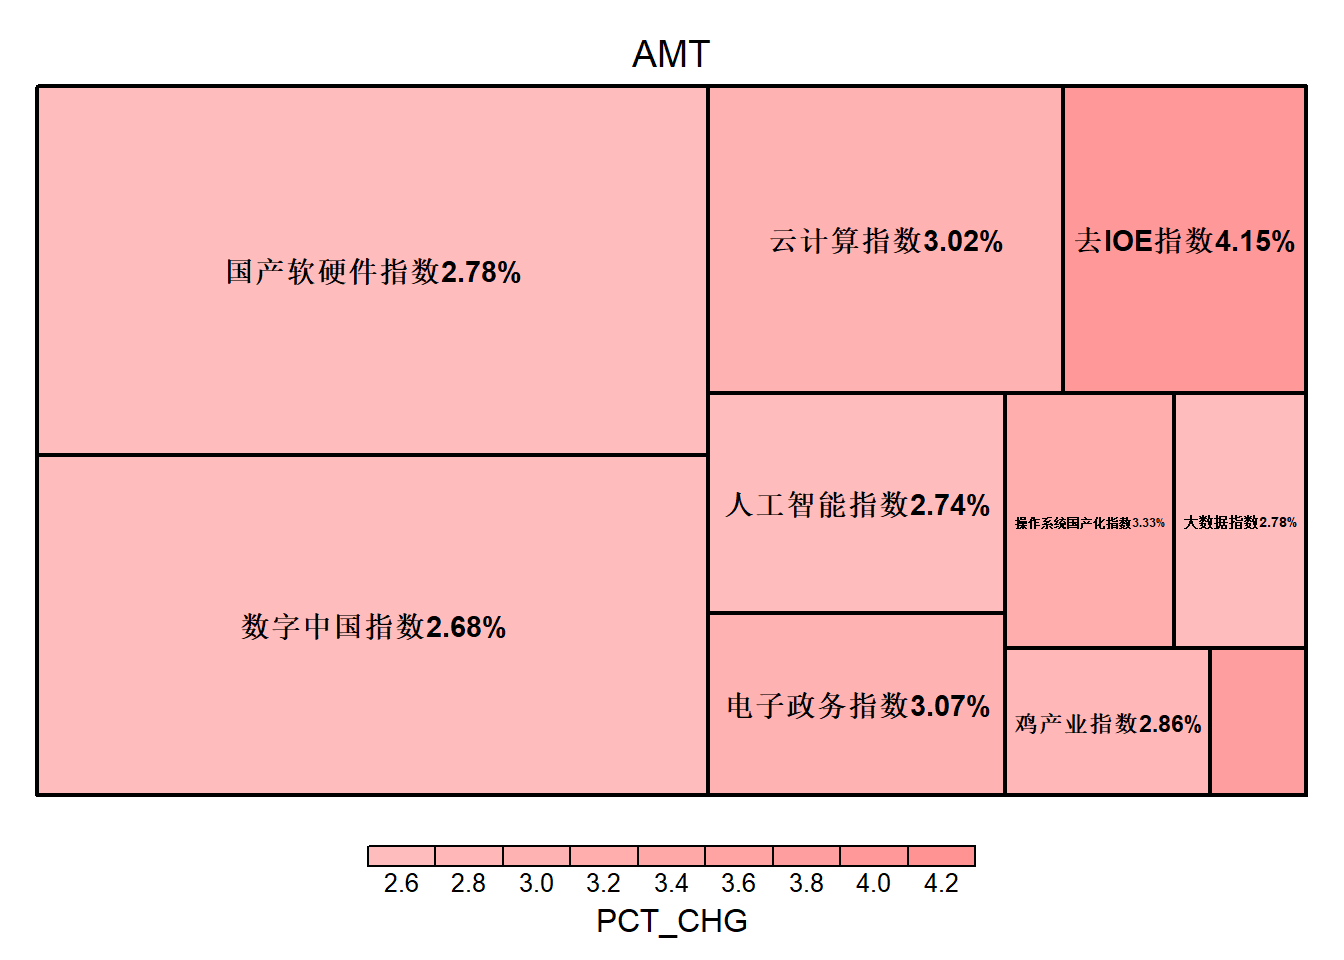 AMT
国产软硬件指数2.78%
数字中国指数2.68%
云计算指数3.02%
去IOE指数4.15%
人工智能指数2.74%
电子政务指数3.07%
操作系统国产化指数3.33%
大数据指数2.78%
鸡产业指数2.86%
2.6 2.8 3.0 3.2 3.4 3.6 3.8 4.0 4.2
PCT_CHG